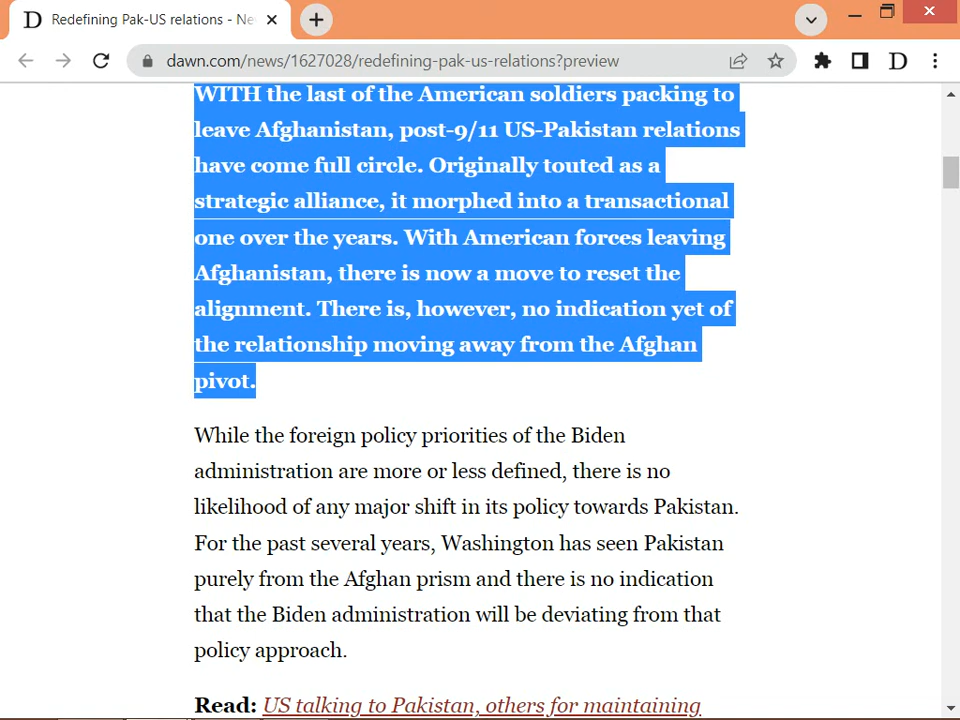 Redefining Pak-US relations - Ne
dawn.com/news/1627028/redefining-pak-us-relations?preview
WITH the last of the American soldiers packing to
leave Afghanistan, post-9/11 US-Pakistan relations
have come full circle. Originally touted as a
strategic alliance, it morphed into a transactional
one over the years. With American forces leaving
Afghanistan, there is now a move to reset the
alignment. There is, however, no indication yet of
the relationship moving away from the Afghan
pivot.
While the foreign policy priorities of the Biden
administration are more or less defined, there is no
likelihood of any major shift in its policy towards Pakistan.
For the past several years, Washington has seen Pakistan
purely from the Afghan prism and there is no indication
that the Biden administration will be deviating from that
policy approach.
Read: US talking to Pakistan, others for maintaining